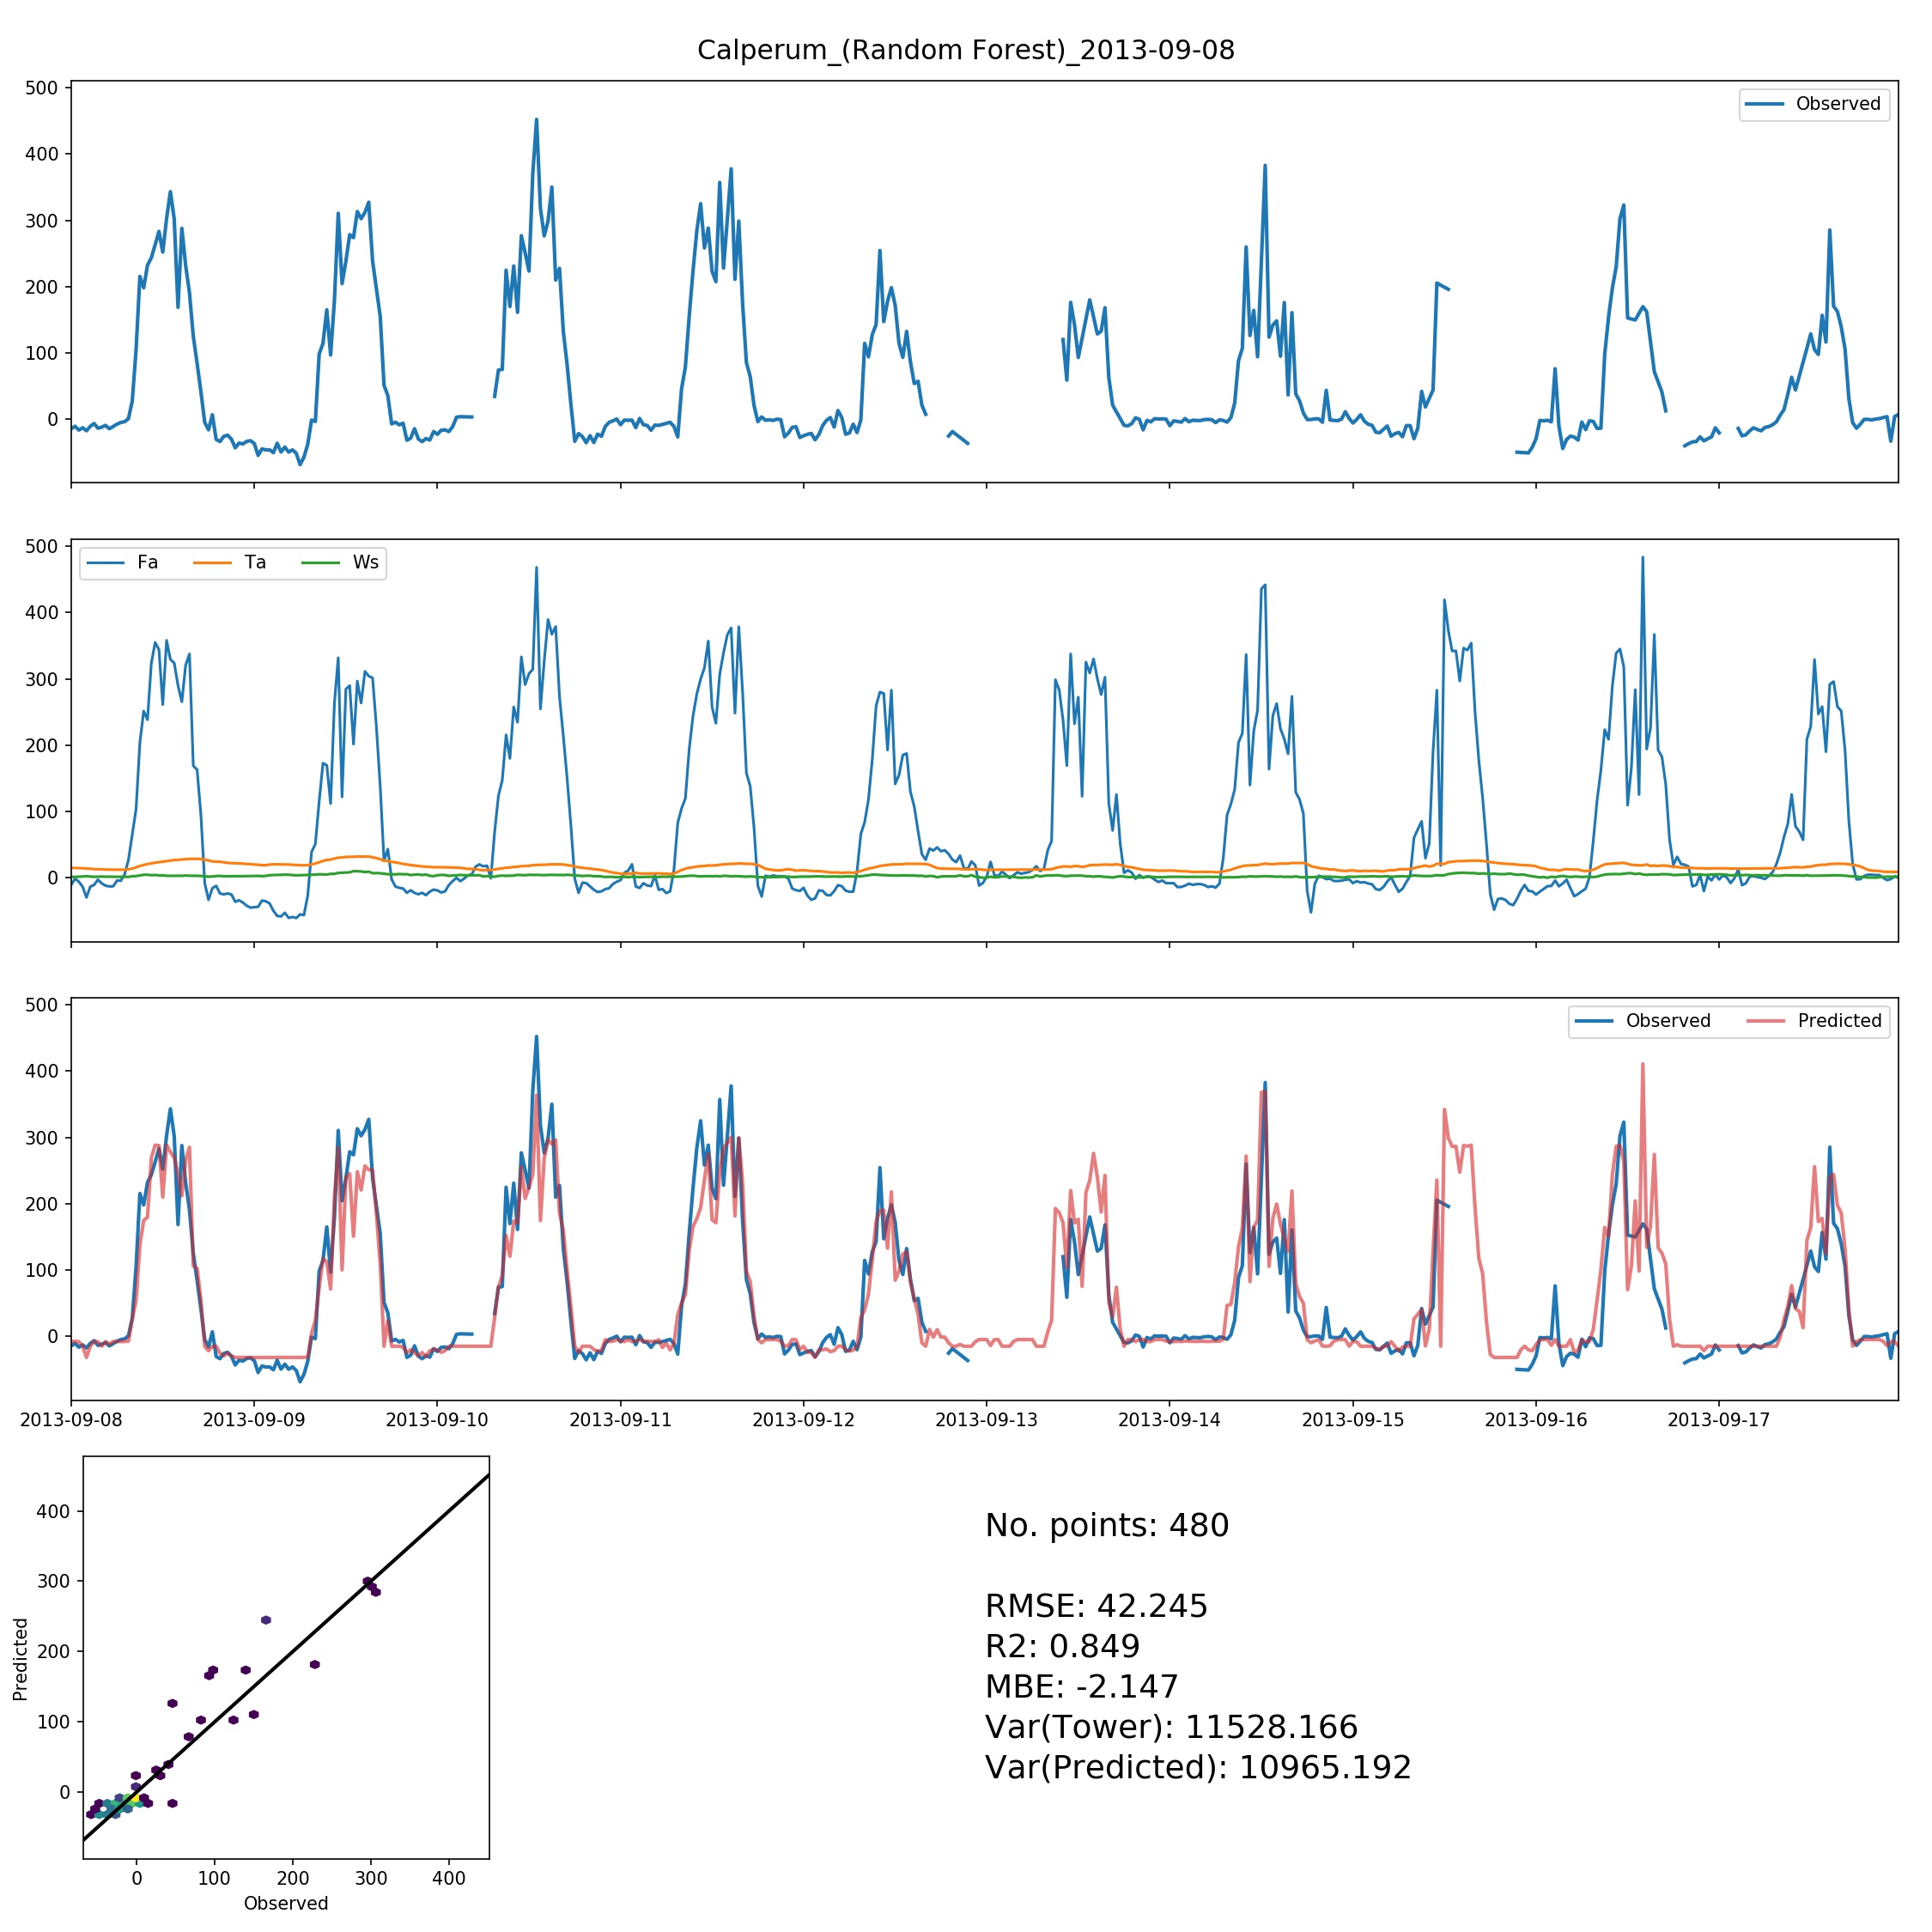 Calperum_(Random Forest)_2013-09-08
500
400
300
200
100
0
Observed
500
400
300
200
100
0
Fa Ta Ws
500
400
300
200
100
0
Observed Predicted
2013-09-08 2013-09-09 2013-09-10 2013-09-11 2013-09-12 2013-09-13 2013-09-14 2013-09-15 2013-09-16 2013-09-17
400
300
200
100
0
Predicted
0 100 200 300 400
Observed
No. points: 480
RMSE: 42.245
R2: 0.849
MBE: -2.147
Var(Tower): 11528.166
Var(Predicted): 10965.192